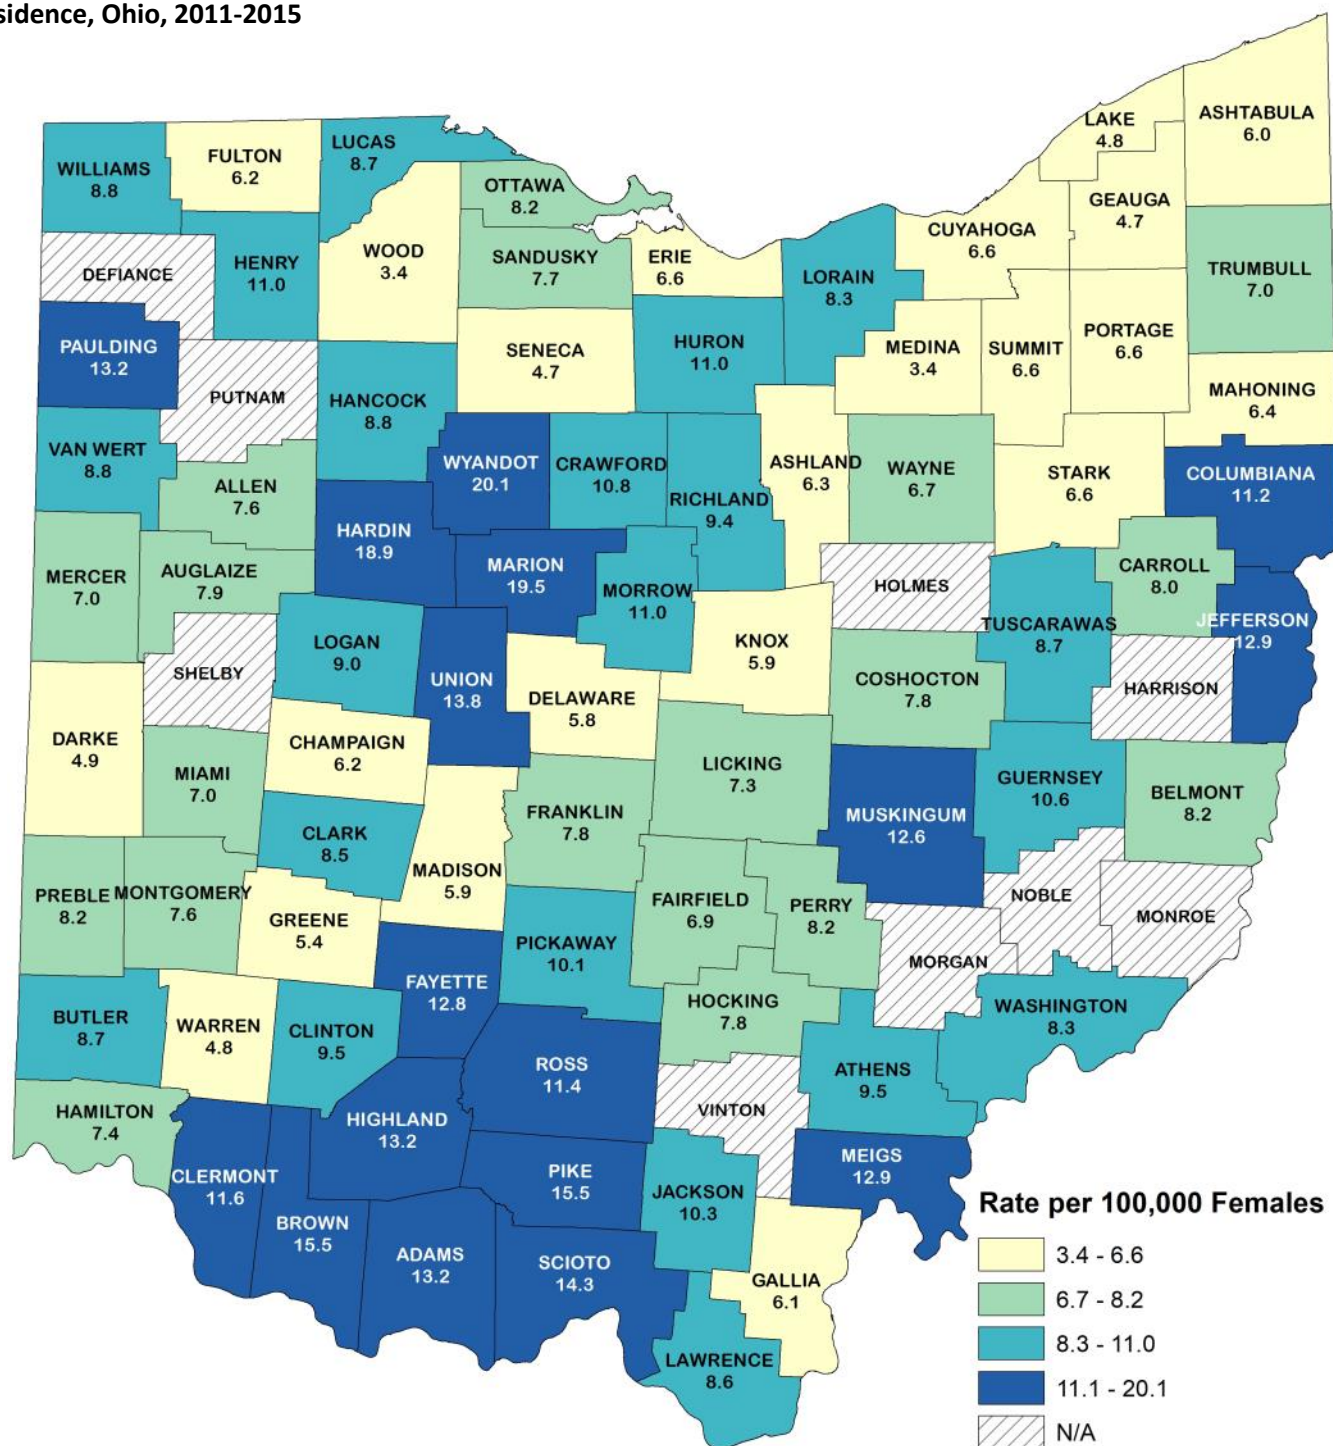 sidence, Ohio, 2011-2015
ASHTABULA
6.0
LAKE
4.8
LUCAS
8.7
FULTON
6.2
WILLIAMS
8.8
OTTAWA
8.2
GEAUGA
4.7
CUYAHOGA
6.6
WOOD
3.4
SANDUSKY
7.7
ERIE
6.6
HENRY
11.0
DEFIANCE
LORAIN
8.3
TRUMBULL
7.0
PORTAGE
6.6
PAULDING
13.2
SENECA
4.7
HURON
11.0
MEDINA
3.4
SUMMIT
6.6
MAHONING
6.4
PUTNAM
HANCOCK
8.8
VAN WERT
8.8
WYANDOT
20.1
CRAWFORD
10.8
ASHLAND
6.3
WAYNE
6.7
STARK
6.6
COLUMBIANA
11.2
ALLEN
7.6
RICHLAND
9.4
HARDIN
18.9
MARION
19.5
MERCER
7.0
AUGLAIZE
7.9
MORROW
11.0
HOLMES
CARROLL
8.0
JEFFERSON
12.9
TUSCARAWAS
8.7
LOGAN
9.0
KNOX
5.9
SHELBY
UNION
13.8
DELAWARE
5.8
COSHOCTON
7.8
HARRISON
DARKE
4.9
CHAMPAIGN
6.2
MIAMI
7.0
LICKING
7.3
GUERNSEY
10.6
BELMONT
8.2
FRANKLIN
7.8
MUSKINGUM
12.6
CLARK
8.5
MADISON
5.9
PREBLE
8.2
MONTGOMERY
7.6
FAIRFIELD
6.9
PERRY
8.2
NOBLE
MONROE
GREENE
5.4
PICKAWAY
10.1
MORGAN
FAYETTE
12.8
HOCKING
7.8
WASHINGTON
8.3
BUTLER
8.7
WARREN
4.8
CLINTON
9.5
ROSS
11.4
ATHENS
9.5
HAMILTON
7.4
HIGHLAND
13.2
VINTON
MEIGS
12.9
CLERMONT
11.6
PIKE
15.5
JACKSON
10.3
BROWN
15.5
ADAMS
13.2
SCIOTO
14.3
GALLIA
6.1
LAWRENCE
8.6
Rate per 100,000 Females
3.4 - 6.6
6.7 - 8.2
8.3 - 11.0
11.1 - 20.1
N/A